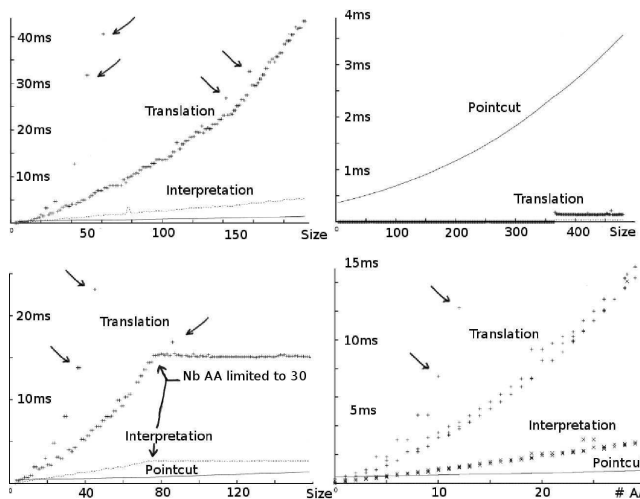 40ms
30ms
20ms
10ms
Translation
Interpretation
0
50
100
150
Size
4ms
3ms
2ms
1ms
Pointcut
Translation
0
100
200
300
400
Size
20ms
10ms
Translation
Nb AA limited to 30
Interpretation
Pointcut
0
40
80
120
Size
15ms
10ms
5ms
Translation
Interpretation
Pointcu
0
10
20
# A